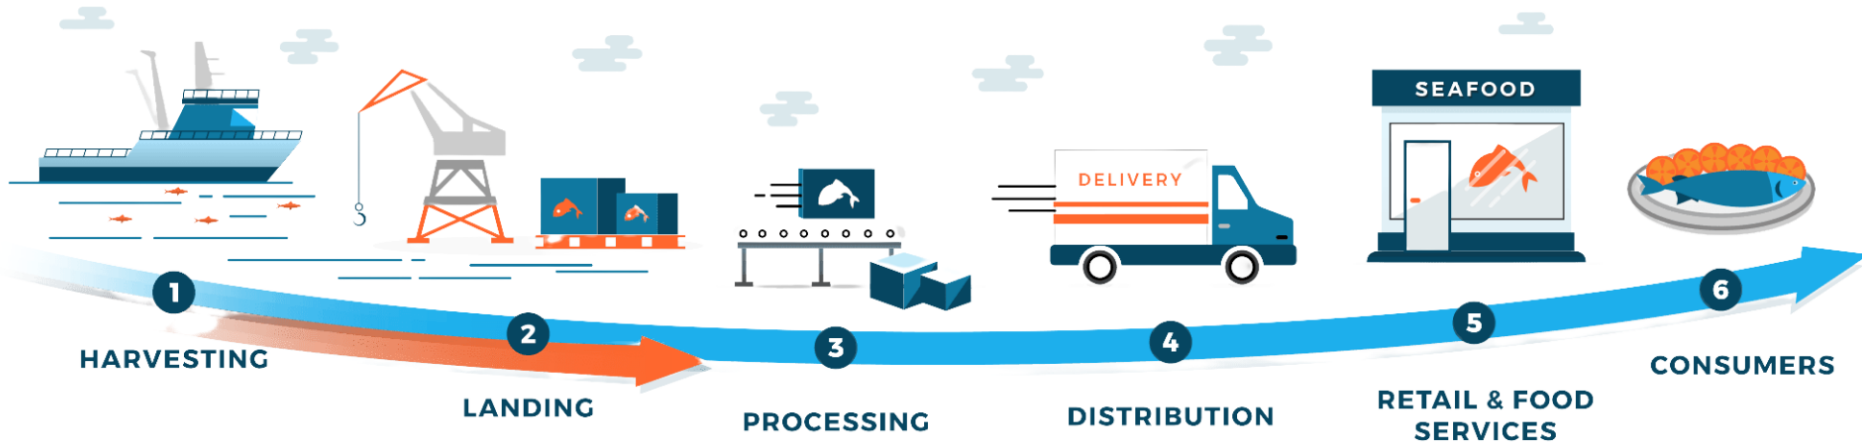 SEAFOOD
DELIVERY
1
HARVESTING
2
LANDING
3
PROCESSING
4
DISTRIBUTION
5
RETAIL & FOOD
SERVICES
6
CONSUMERS